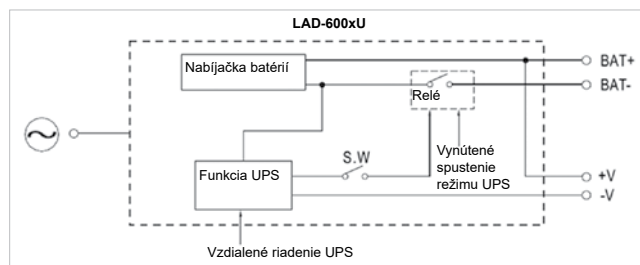 LAD-600xU
Nabíjačka batérií
BAT+
Relé
BAT-
Vynútené
spustenie
režimu UPS
S.W
Funkcia UPS
+V
-V
Vzdialené riadenie UPS